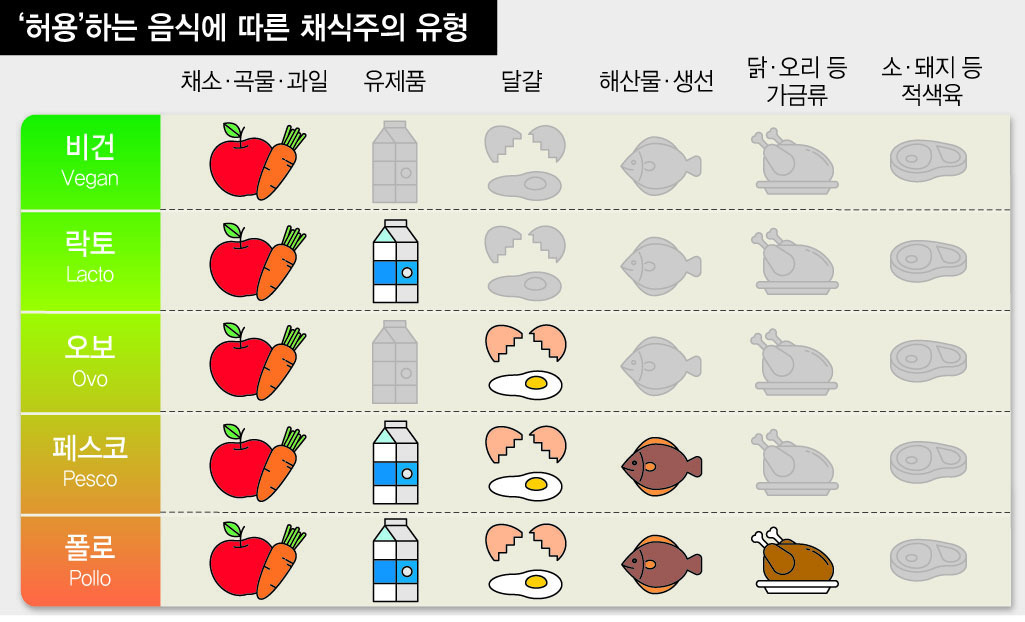 ‘허용’하는 음식에 따른 채식주의 유형
채소·곡물·과일
유제품
달걀
해산물·생선
닭·오리 등
가금류
소·돼지 등
적색육
비건
Vegan
락토
Lacto
오보
Ovo
페스코
Pesco
폴로
Pollo